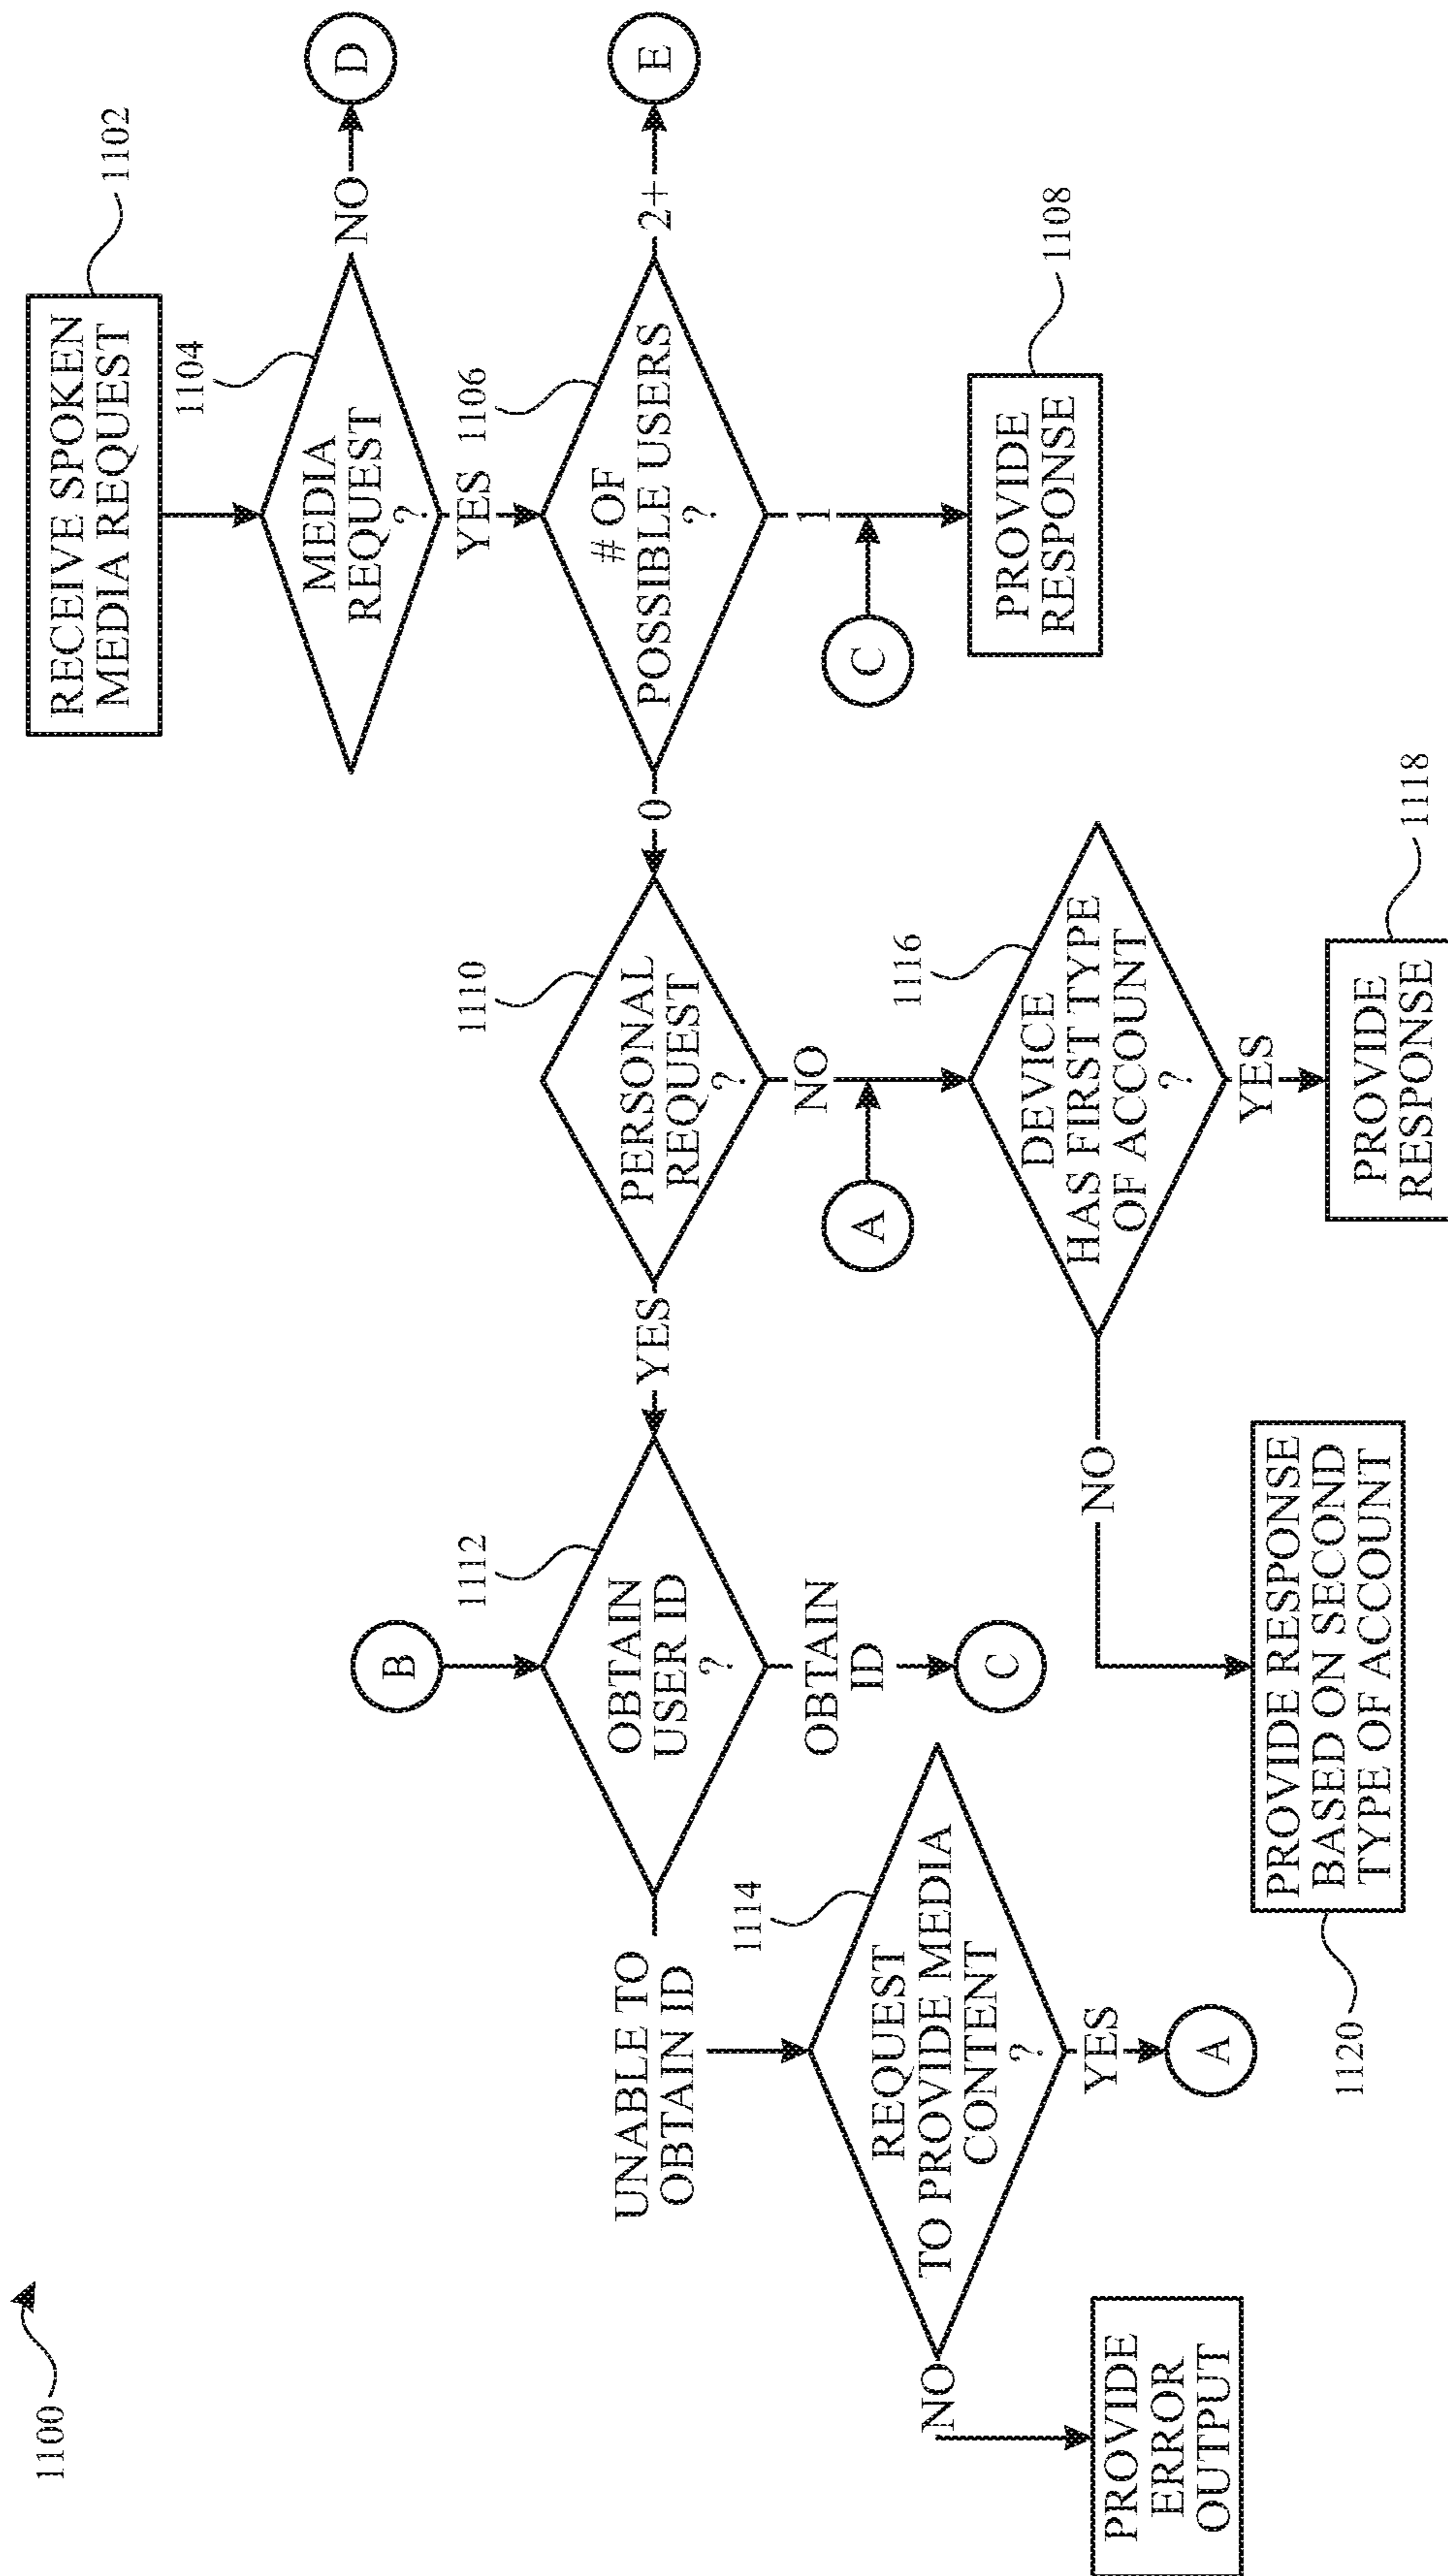 1100
RECEIVE SPOKEN
MEDIA REQUEST
1102
MEDIA
REQUEST
?
1104
NO
D
YES
# OF
POSSIBLE USERS
?
1106
2+
E
1
C
PROVIDE
RESPONSE
1108
0
PERSONAL
REQUEST
?
1110
NO
A
DEVICE
HAS FIRST TYPE
OF ACCOUNT
?
1116
YES
PROVIDE
RESPONSE
1118
NO
PROVIDE RESPONSE
BASED ON SECOND
TYPE OF ACCOUNT
1120
YES
B
OBTAIN
USER ID
?
1112
OBTAIN
ID
C
UNABLE TO
OBTAIN ID
REQUEST
TO PROVIDE MEDIA
CONTENT
?
1114
YES
A
NO
PROVIDE
ERROR
OUTPUT